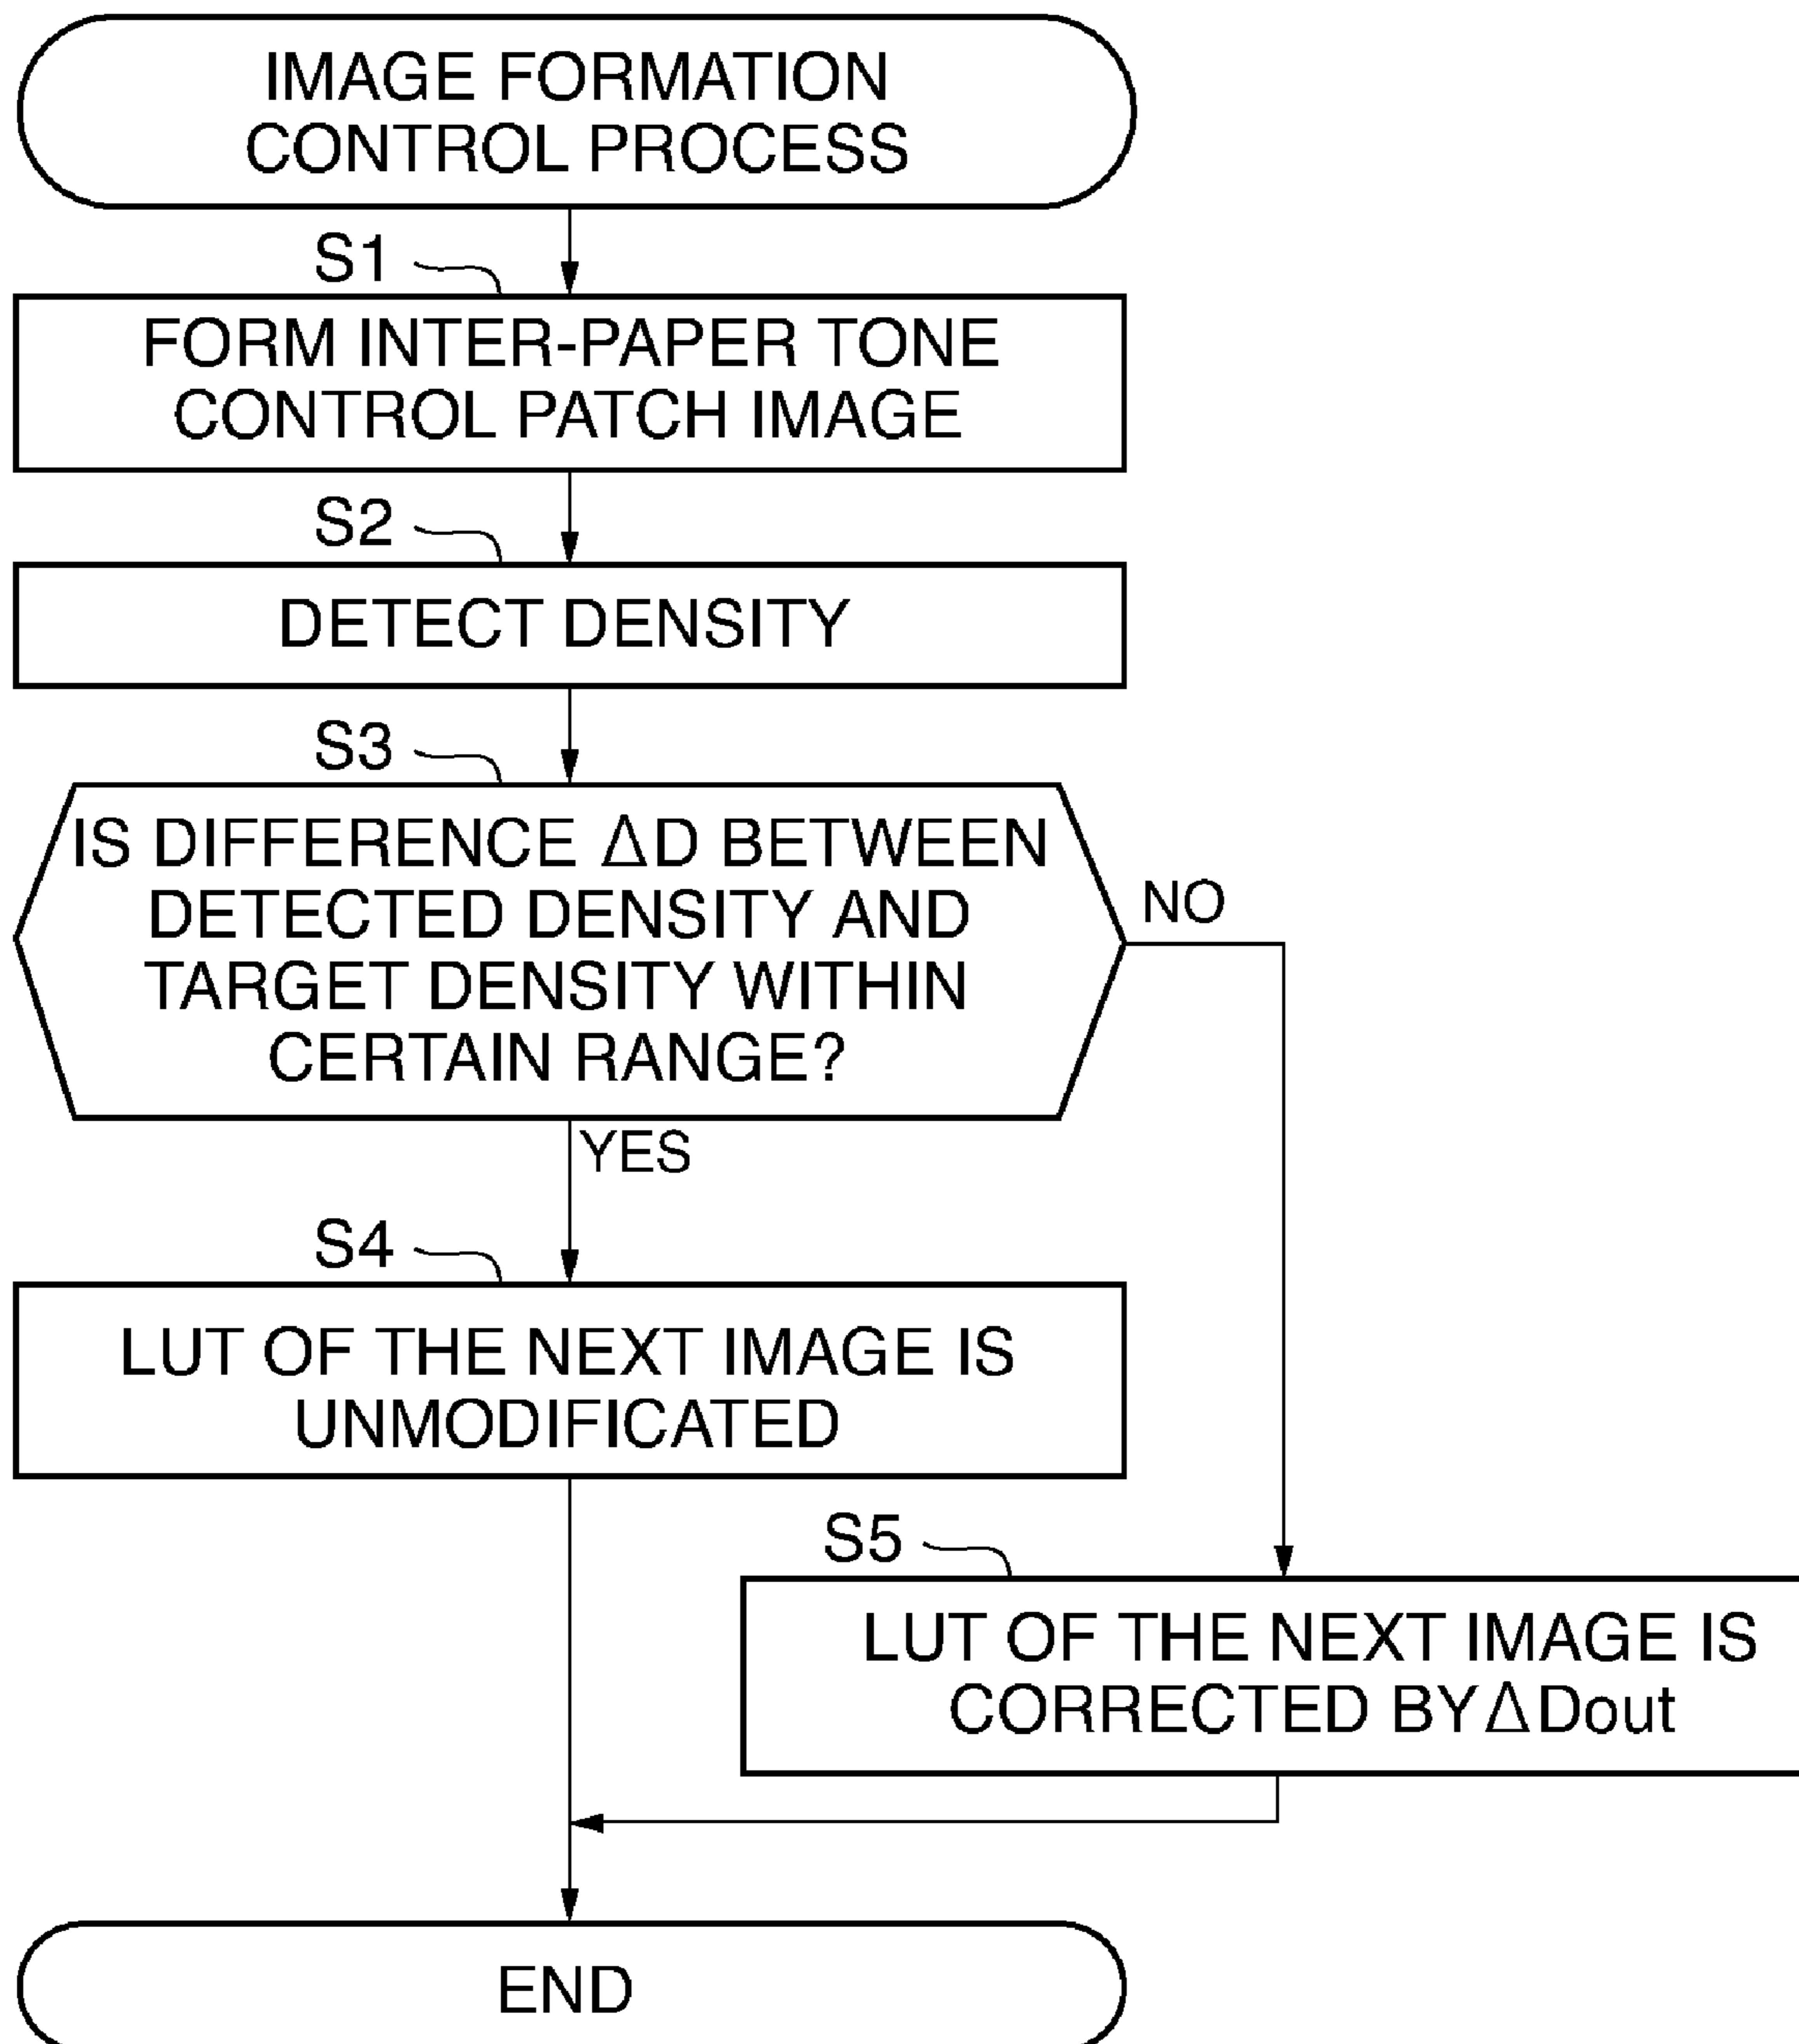 IMAGE FORMATION
CONTROL PROCESS
S1
FORM INTER-PAPER TONE
CONTROL PATCH IMAGE
S2
DETECT DENSITY
S3
IS DIFFERENCE ΔD BETWEEN
DETECTED DENSITY AND
TARGET DENSITY WITHIN
CERTAIN RANGE?
NO
YES
S4
LUT OF THE NEXT IMAGE IS
UNMODIFICATED
S5
LUT OF THE NEXT IMAGE IS
CORRECTED BY ΔDout
END